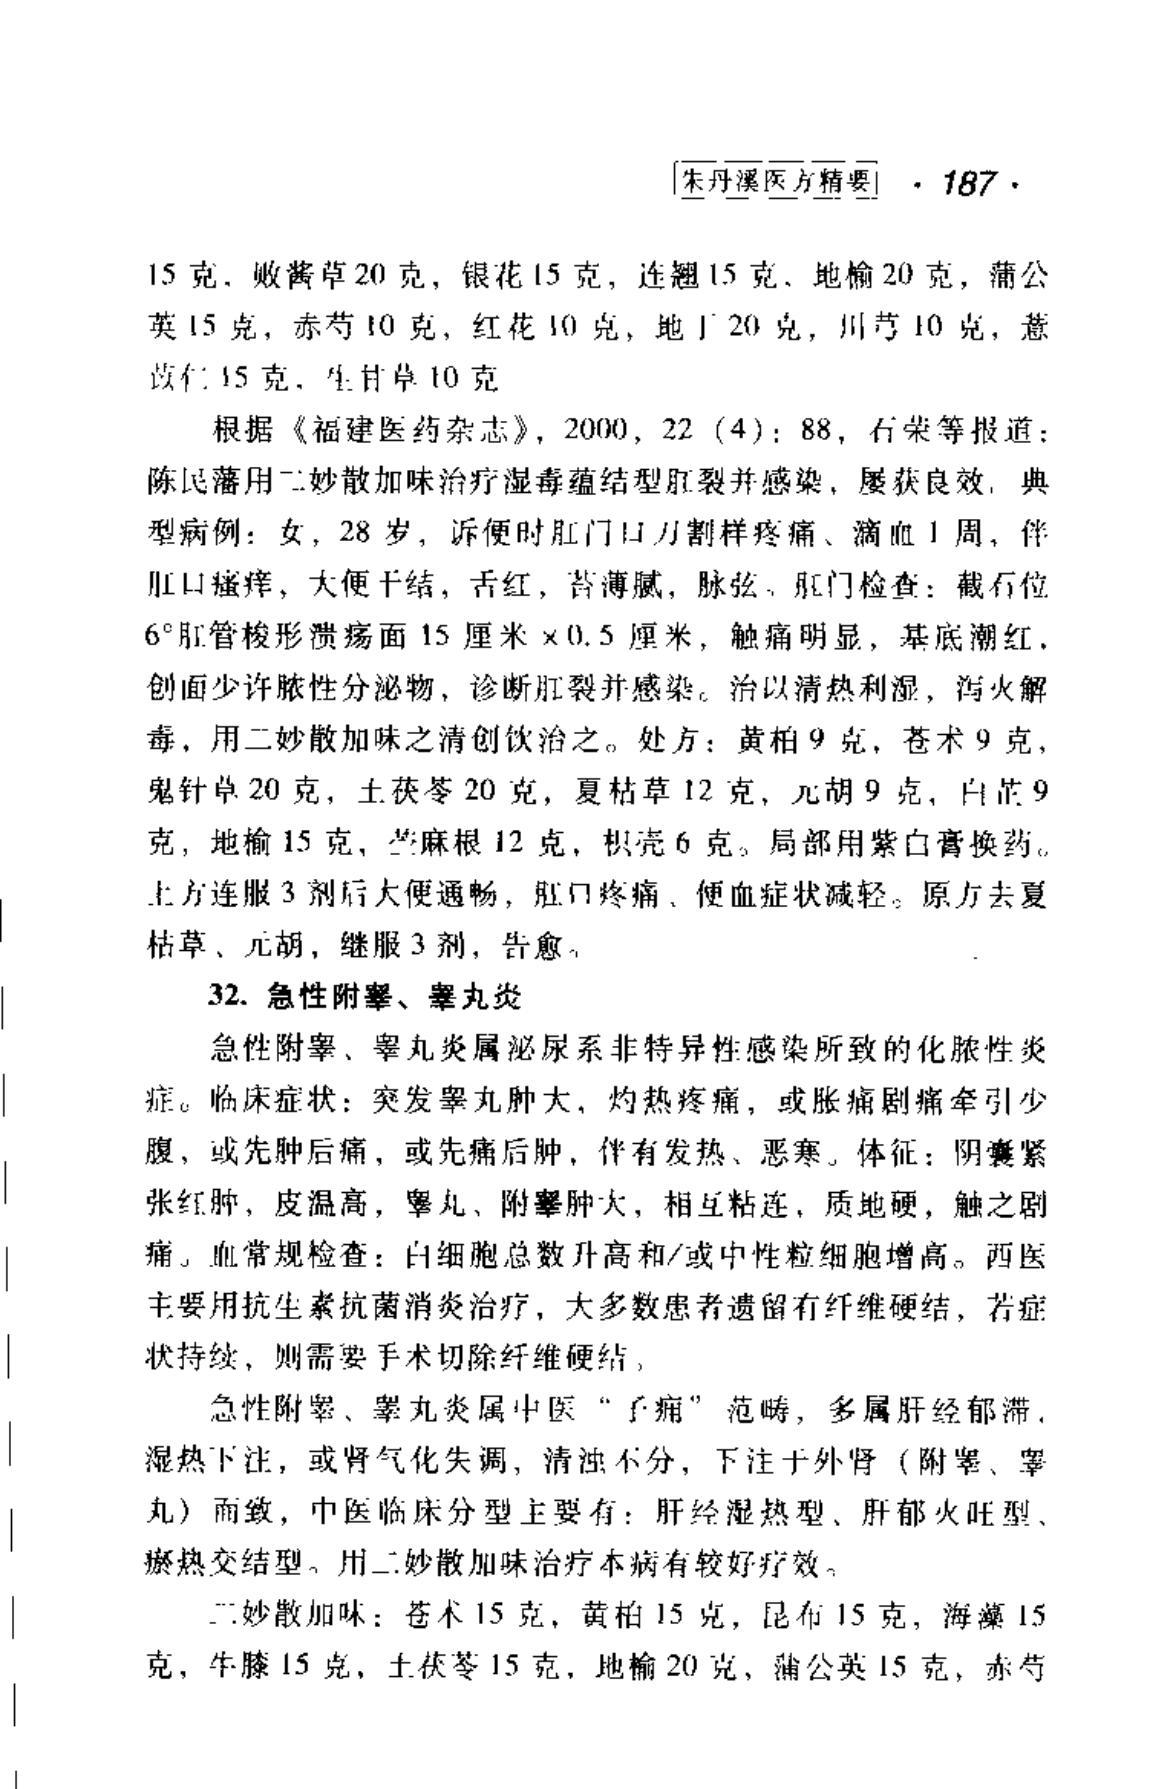 朱丹溪医方精要 · 187 ·
15 克，败酱草 20 克，银花 15 克，连翘 15 克、地榆 20 克，蒲公
英 15 克，赤芍 10 克，红花 10 克，地丁 20 克，川芎 10 克，薏
苡仁 15 克，生甘草 10 克
根据《福建医药杂志》，2000，22（4）：88，石荣等报道：
陈民藩用二妙散加味治疗湿毒蕴结型肛裂并感染，屡获良效。典
型病例：女，28 岁，诉便时肛门口刀割样疼痛、滴血 1 周，伴
肛口瘙痒，大便干结，舌红，苔薄腻，脉弦。肛门检查：截石位
6°肛管梭形溃疡面 15 厘米 ×0.5 厘米，触痛明显，基底潮红，
创面少许脓性分泌物，诊断肛裂并感染。治以清热利湿，泻火解
毒，用二妙散加味之清创饮治之。处方：黄柏 9 克，苍术 9 克，
鬼针草 20 克，土茯苓 20 克，夏枯草 12 克，元胡 9 克，白芷 9
克，地榆 15 克，苎麻根 12 克，枳壳 6 克。局部用紫白膏换药。
上方连服 3 剂后大便通畅，肛口疼痛、便血症状减轻。原方去夏
枯草、元胡，继服 3 剂，告愈。
32. 急性附睾、睾丸炎
急性附睾、睾丸炎属泌尿系非特异性感染所致的化脓性炎
症。临床症状：突发睾丸肿大，灼热疼痛，或胀痛剧痛牵引少
腹，或先肿后痛，或先痛后肿，伴有发热、恶寒。体征：阴囊紧
张红肿，皮温高，睾丸、附睾肿大，相互粘连，质地硬，触之剧
痛。血常规检查：白细胞总数升高和/或中性粒细胞增高。西医
主要用抗生素抗菌消炎治疗，大多数患者遗留有纤维硬结，若症
状持续，则需要手术切除纤维硬结。
急性附睾、睾丸炎属中医“子痈”范畴，多属肝经郁滞，
湿热下注，或肾气化失调，清浊不分，下注于外肾（附睾、睾
丸）而致，中医临床分型主要有：肝经湿热型、肝郁火旺型、
瘀热交结型。用二妙散加味治疗本病有较好疗效。
二妙散加味：苍术 15 克，黄柏 15 克，昆布 15 克，海藻 15
克，牛膝 15 克，土茯苓 15 克，地榆 20 克，蒲公英 15 克，赤芍